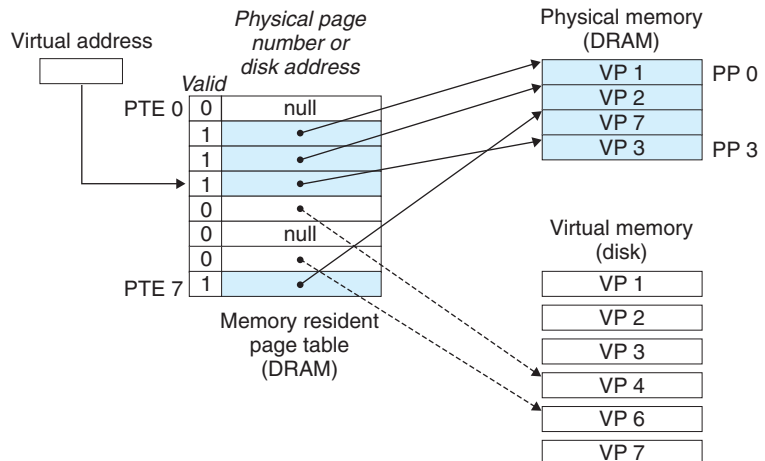 Virtual address
Physical page
number or
disk address
Valid
PTE 0
0
null
1
1
1
0
0
null
0
PTE 7
1
Memory resident
page table
(DRAM)
Physical memory
(DRAM)
VP 1
PP 0
VP 2
VP 7
VP 3
PP 3
Virtual memory
(disk)
VP 1
VP 2
VP 3
VP 4
VP 6
VP 7